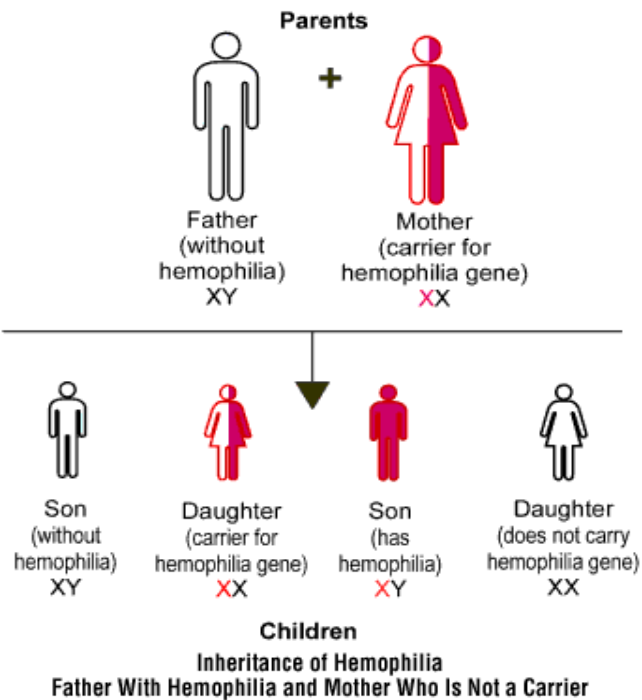 Parents
+
Father
(without
hemophilia)
XY
Mother
(carrier for
hemophilia gene)
XX
Son
(without
hemophilia)
XY
Daughter
(carrier for
hemophilia gene)
XX
Son
(has
hemophilia)
XY
Daughter
(does not carry
hemophilia gene)
XX
Children
Inheritance of Hemophilia
Father With Hemophilia and Mother Who Is Not a Carrier